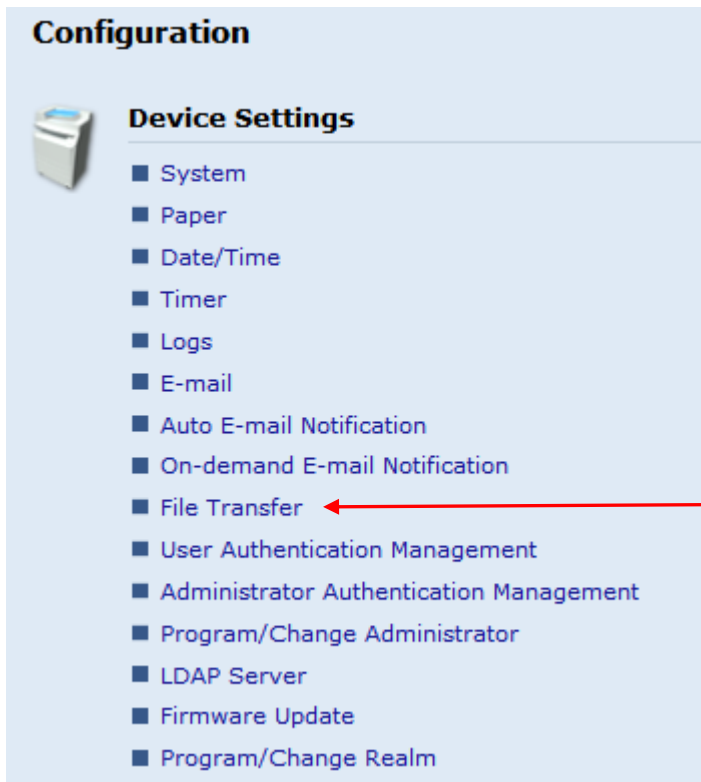 Configuration
Device Settings
System
Paper
Date/Time
Timer
Logs
E-mail
Auto E-mail Notification
On-demand E-mail Notification
File Transfer
User Authentication Management
Administrator Authentication Management
Program/Change Administrator
LDAP Server
Firmware Update
Program/Change Realm